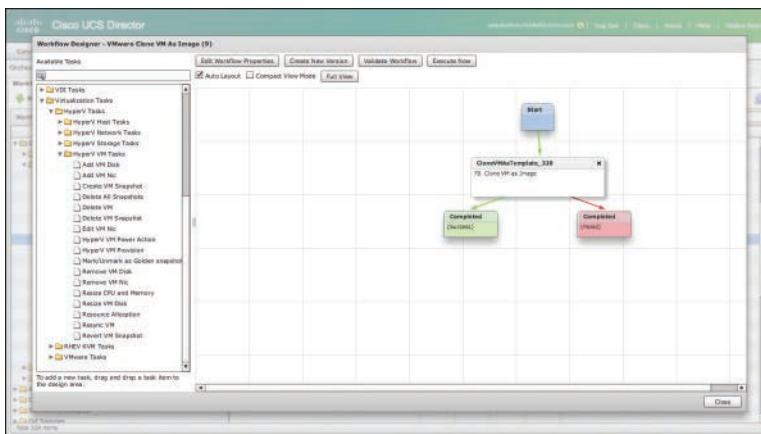 CISCO
Cisco UCS Director
Workflow Designer - VMware Clone VM As Image (9)
Available Tasks
Edit Workflow Properties
Create New Version
Validate Workflow
Execute Now
Auto Layout
Compact View Mode
Full View
VDI Tasks
Virtualization Tasks
HyperV Tasks
HyperV Host Tasks
HyperV Network Tasks
HyperV Storage Tasks
HyperV VM Tasks
Add VM Disk
Add VM Nic
Create VM Snapshot
Delete All Snapshots
Delete VM
Delete VM Snapshot
Edit VM Nic
HyperV VM Power Action
HyperV VM Provision
Mark/Unmark as Golden snapshot
Remove VM Disk
Remove VM Nic
Resize CPU and Memory
Resize VM Disk
Resource Allocation
Resync VM
Revert VM Snapshot
RHEV KVM Tasks
VMware Tasks
To add a new task, drag and drop a task item to
the design area.
Start
Clone VM as Image
Completed
(Success)
Completed
(Failed)
Close